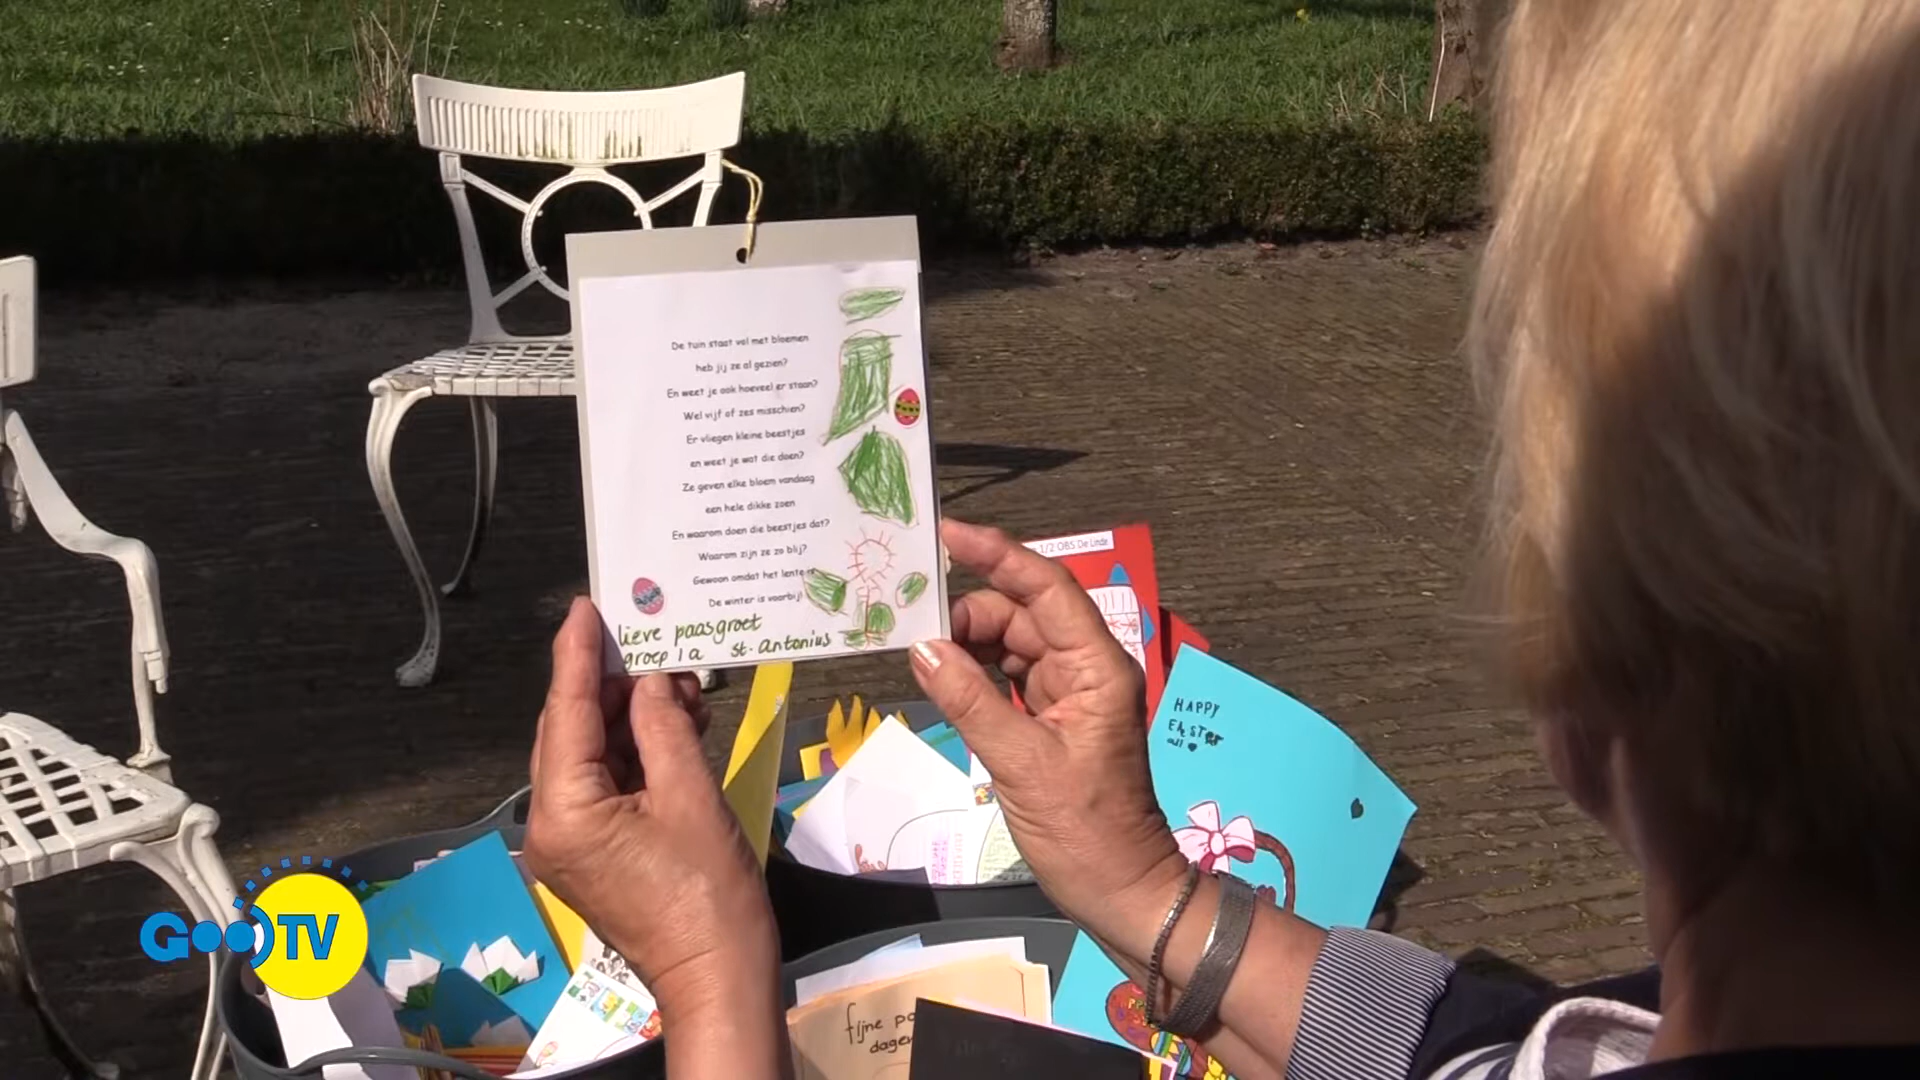 De tuin staat vol met bloemen
heb jij ze al gezien?
En weet je ook hoeveel er staan?
Wel vijf of zes misschien?
Er vliegen kleine beestjes
en weet je wat die doen?
Ze geven elke bloem vandaag
een hele dikke zoen
En waarom doen die beestjes dat?
Waarom zijn ze zo blij?
Gewoon omdat het lente is
De winter is voorbij!
lieve paasgroet
groep 1a st. Antonius
1/2 OBS De Linde
HAPPY
EASTER
all
fijne
dagen
GooiTV